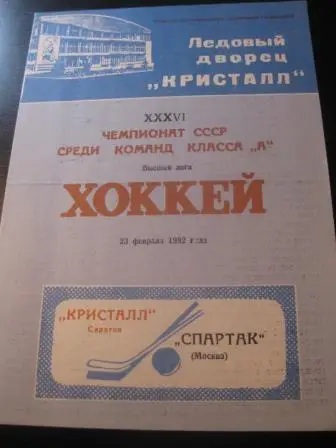 Ледовый
дворец
„КРИСТАЛЛ"
XXXVI
ЧЕМПИОНАТ СССР
СРЕДИ КОМАНД КЛАССА „А"
Высшая лига
ХОККЕЙ
23 февраля 1982 года
„КРИСТАЛЛ"
Саратов
„СПАРТАК"
(Москва)